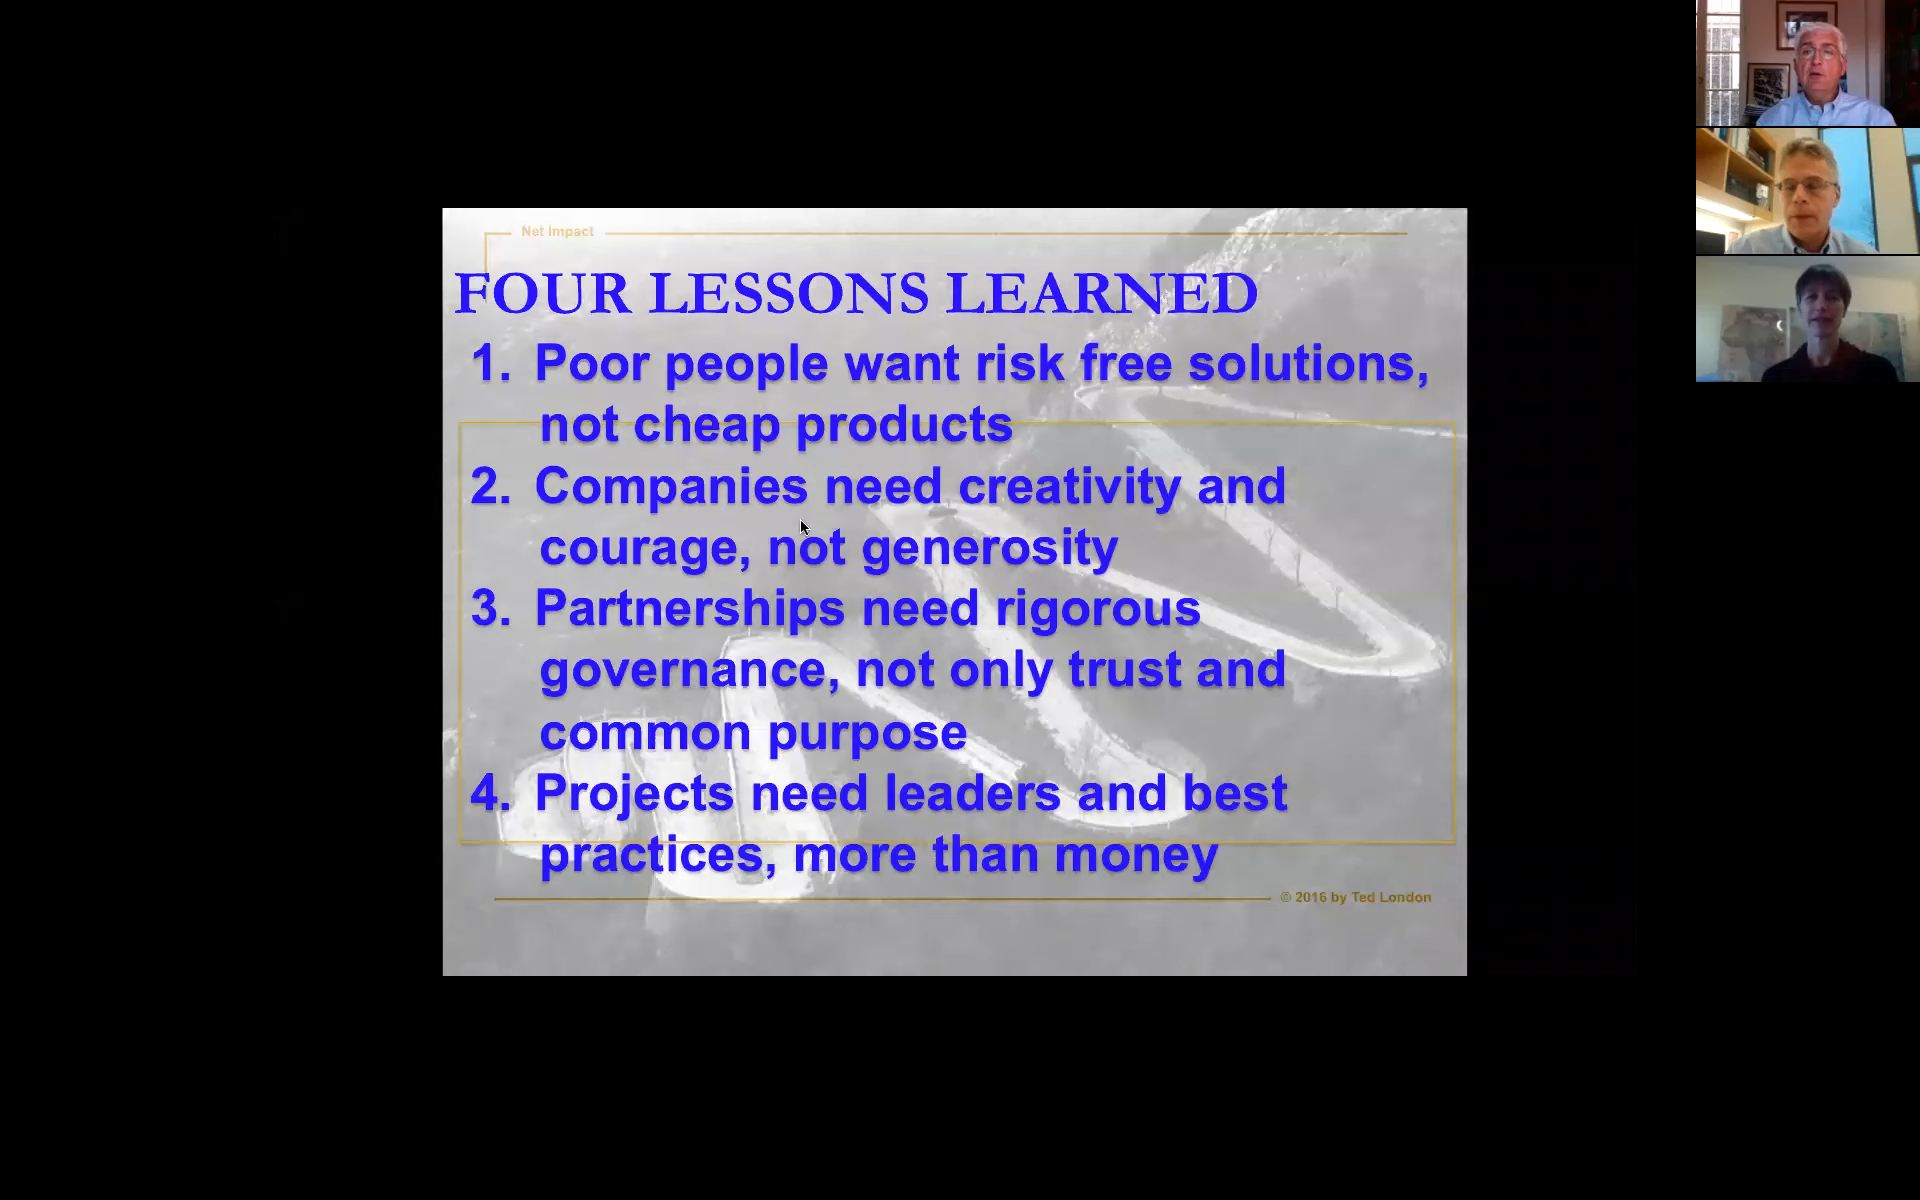 Net Impact
FOUR LESSONS LEARNED
1. Poor people want risk free solutions,
not cheap products
2. Companies need creativity and
courage, not generosity
3. Partnerships need rigorous
governance, not only trust and
common purpose
4. Projects need leaders and best
practices, more than money
© 2016 by Ted London